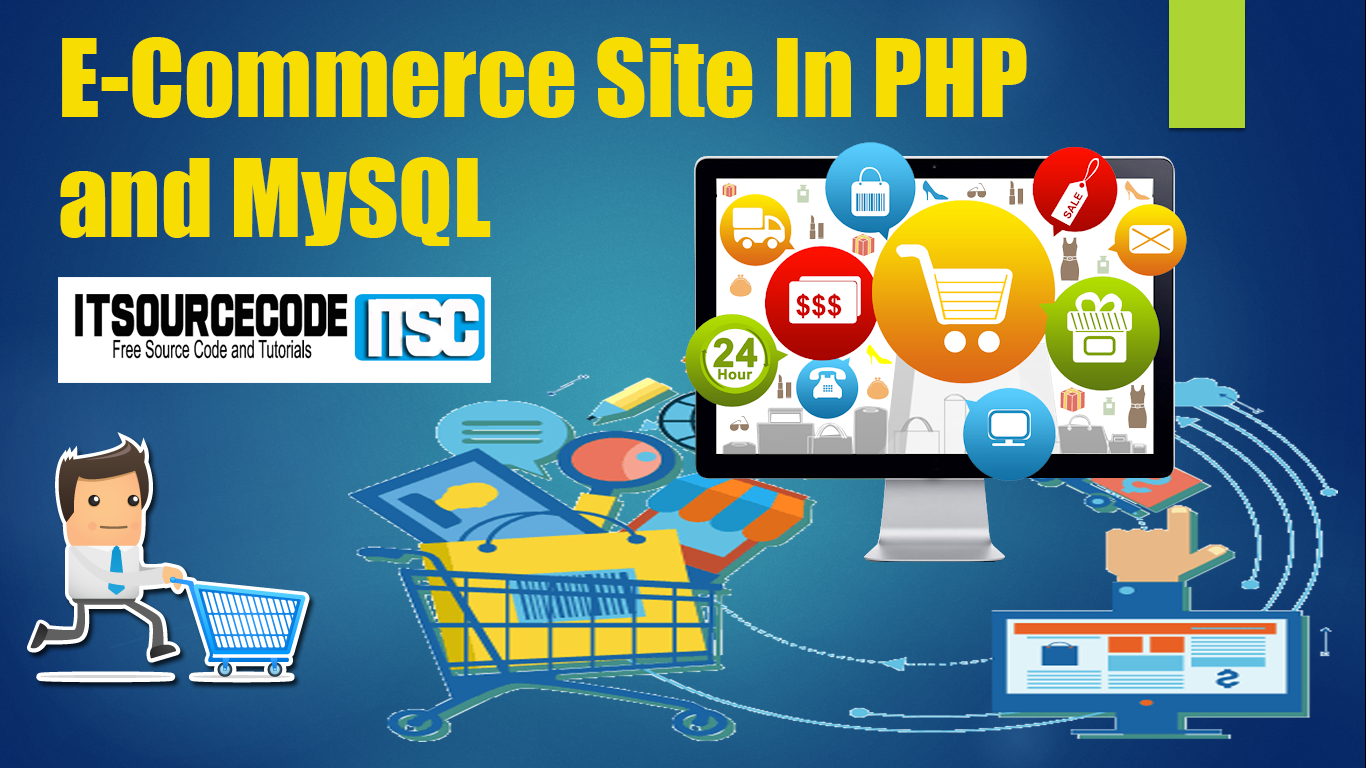 E-Commerce Site In PHP
and MySQL
ITSOURCECODE ITSC
Free Source Code and Tutorials
SALE
$$$
24
Hour
$